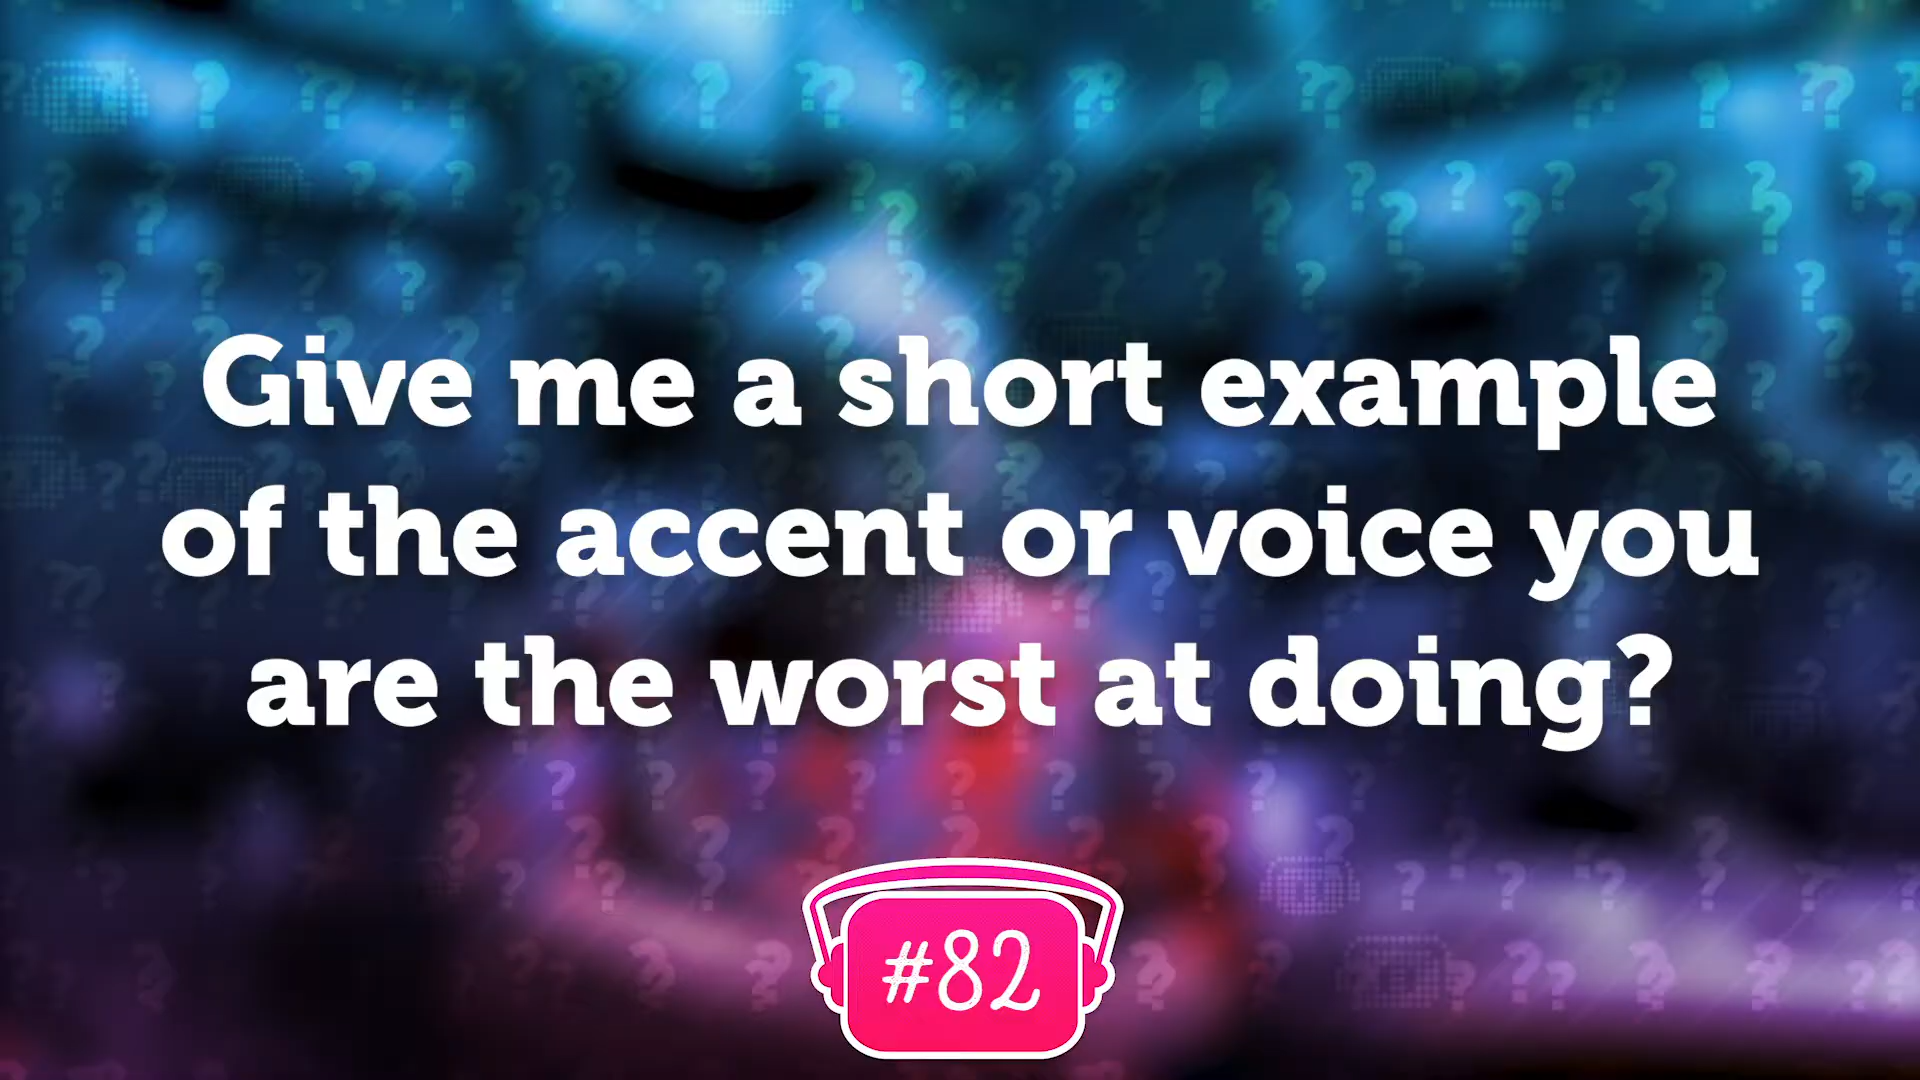 Give me a short example
of the accent or voice you
are the worst at doing?
#82